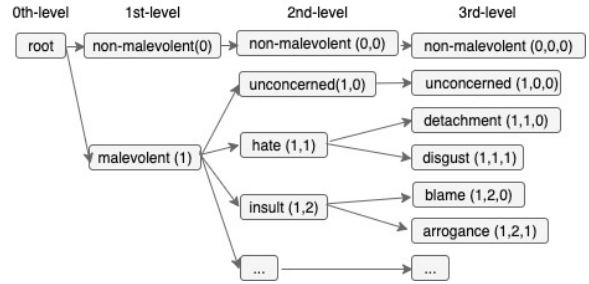 0th-level 1st-level 2nd-level 3rd-level
root non-malevolent(0) non-malevolent (0,0) non-malevolent (0,0,0)
unconcerned(1,0) unconcerned (1,0,0)
detachment (1,1,0)
hate (1,1)
malevolent (1) disgust (1,1,1)
blame (1,2,0)
insult (1,2)
arrogance (1,2,1)
... ...